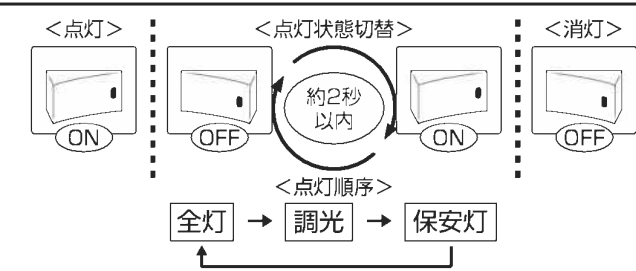 <点灯> <点灯状態切替> <消灯>
約2秒
以内
ON OFF ON OFF
<点灯順序>
全灯 → 調光 → 保安灯